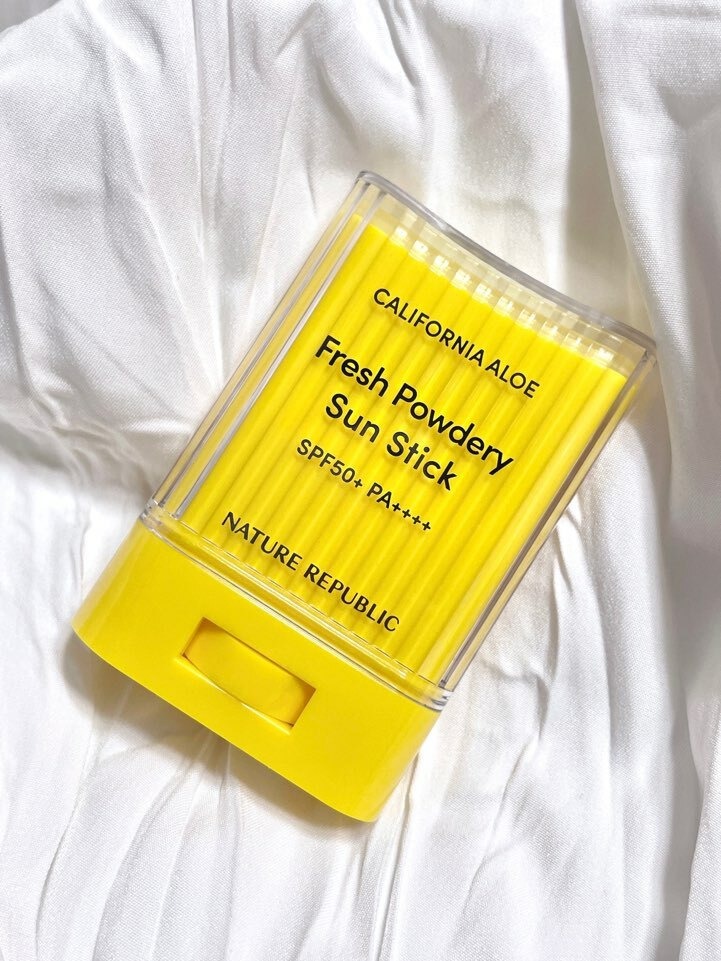 CALIFORNIA ALOE
Fresh Powdery
Sun Stick
SPF50+ PA++++
NATURE REPUBLIC